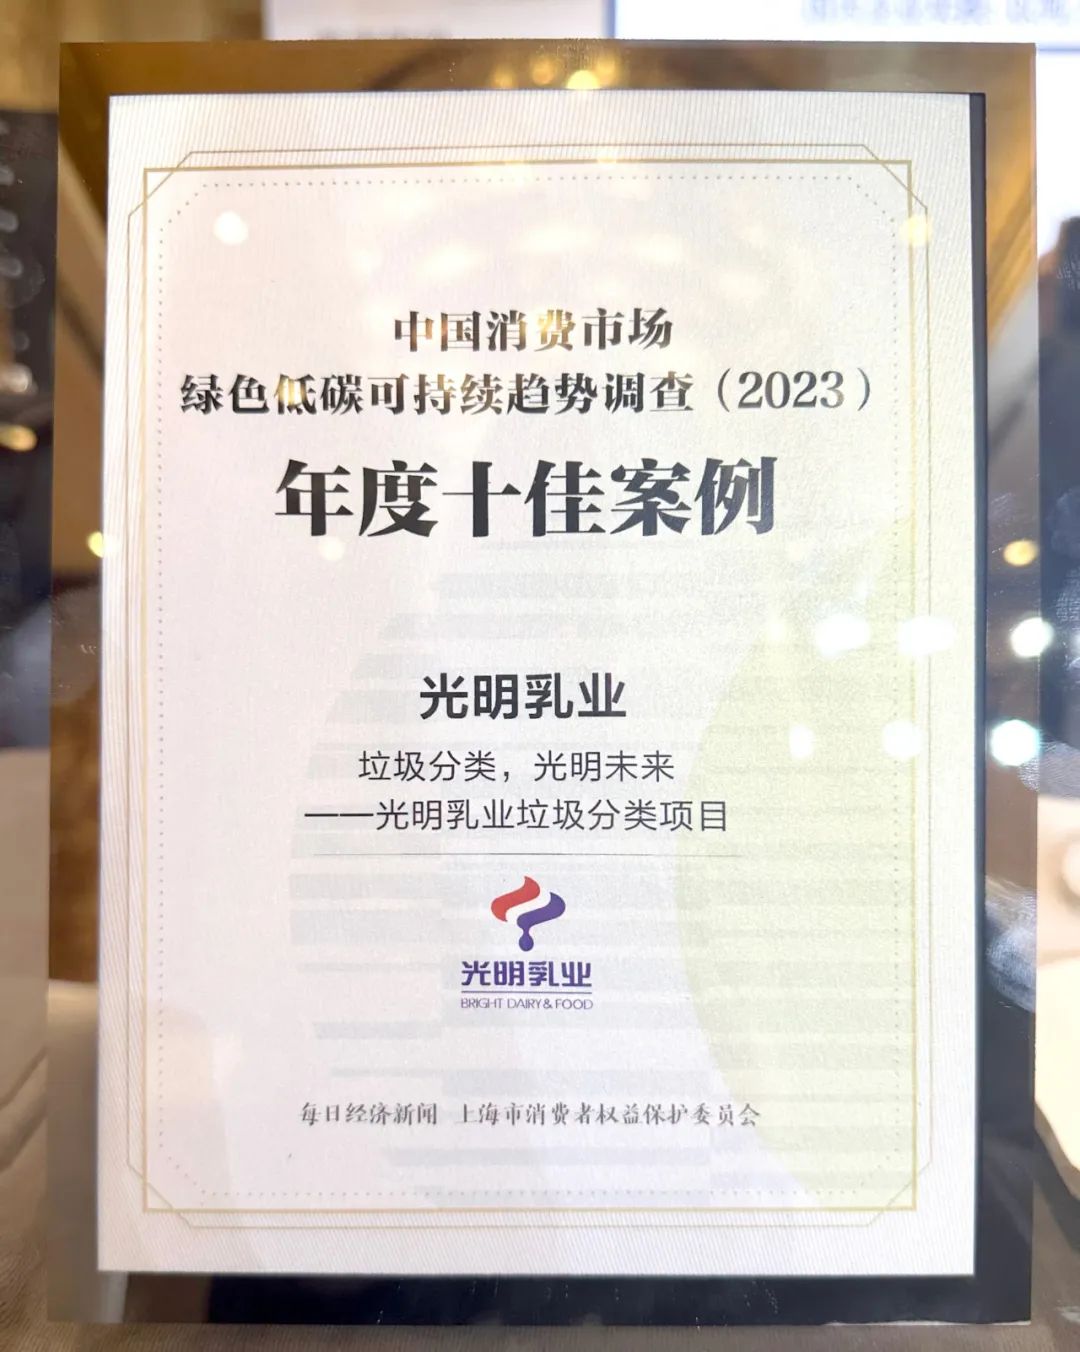 中国消费市场
绿色低碳可持续趋势调查（2023）
年度十佳案例
光明乳业
垃圾分类，光明未来
——光明乳业垃圾分类项目
光明乳业
BRIGHT DAIRY & FOOD
每日经济新闻 上海市消费者权益保护委员会